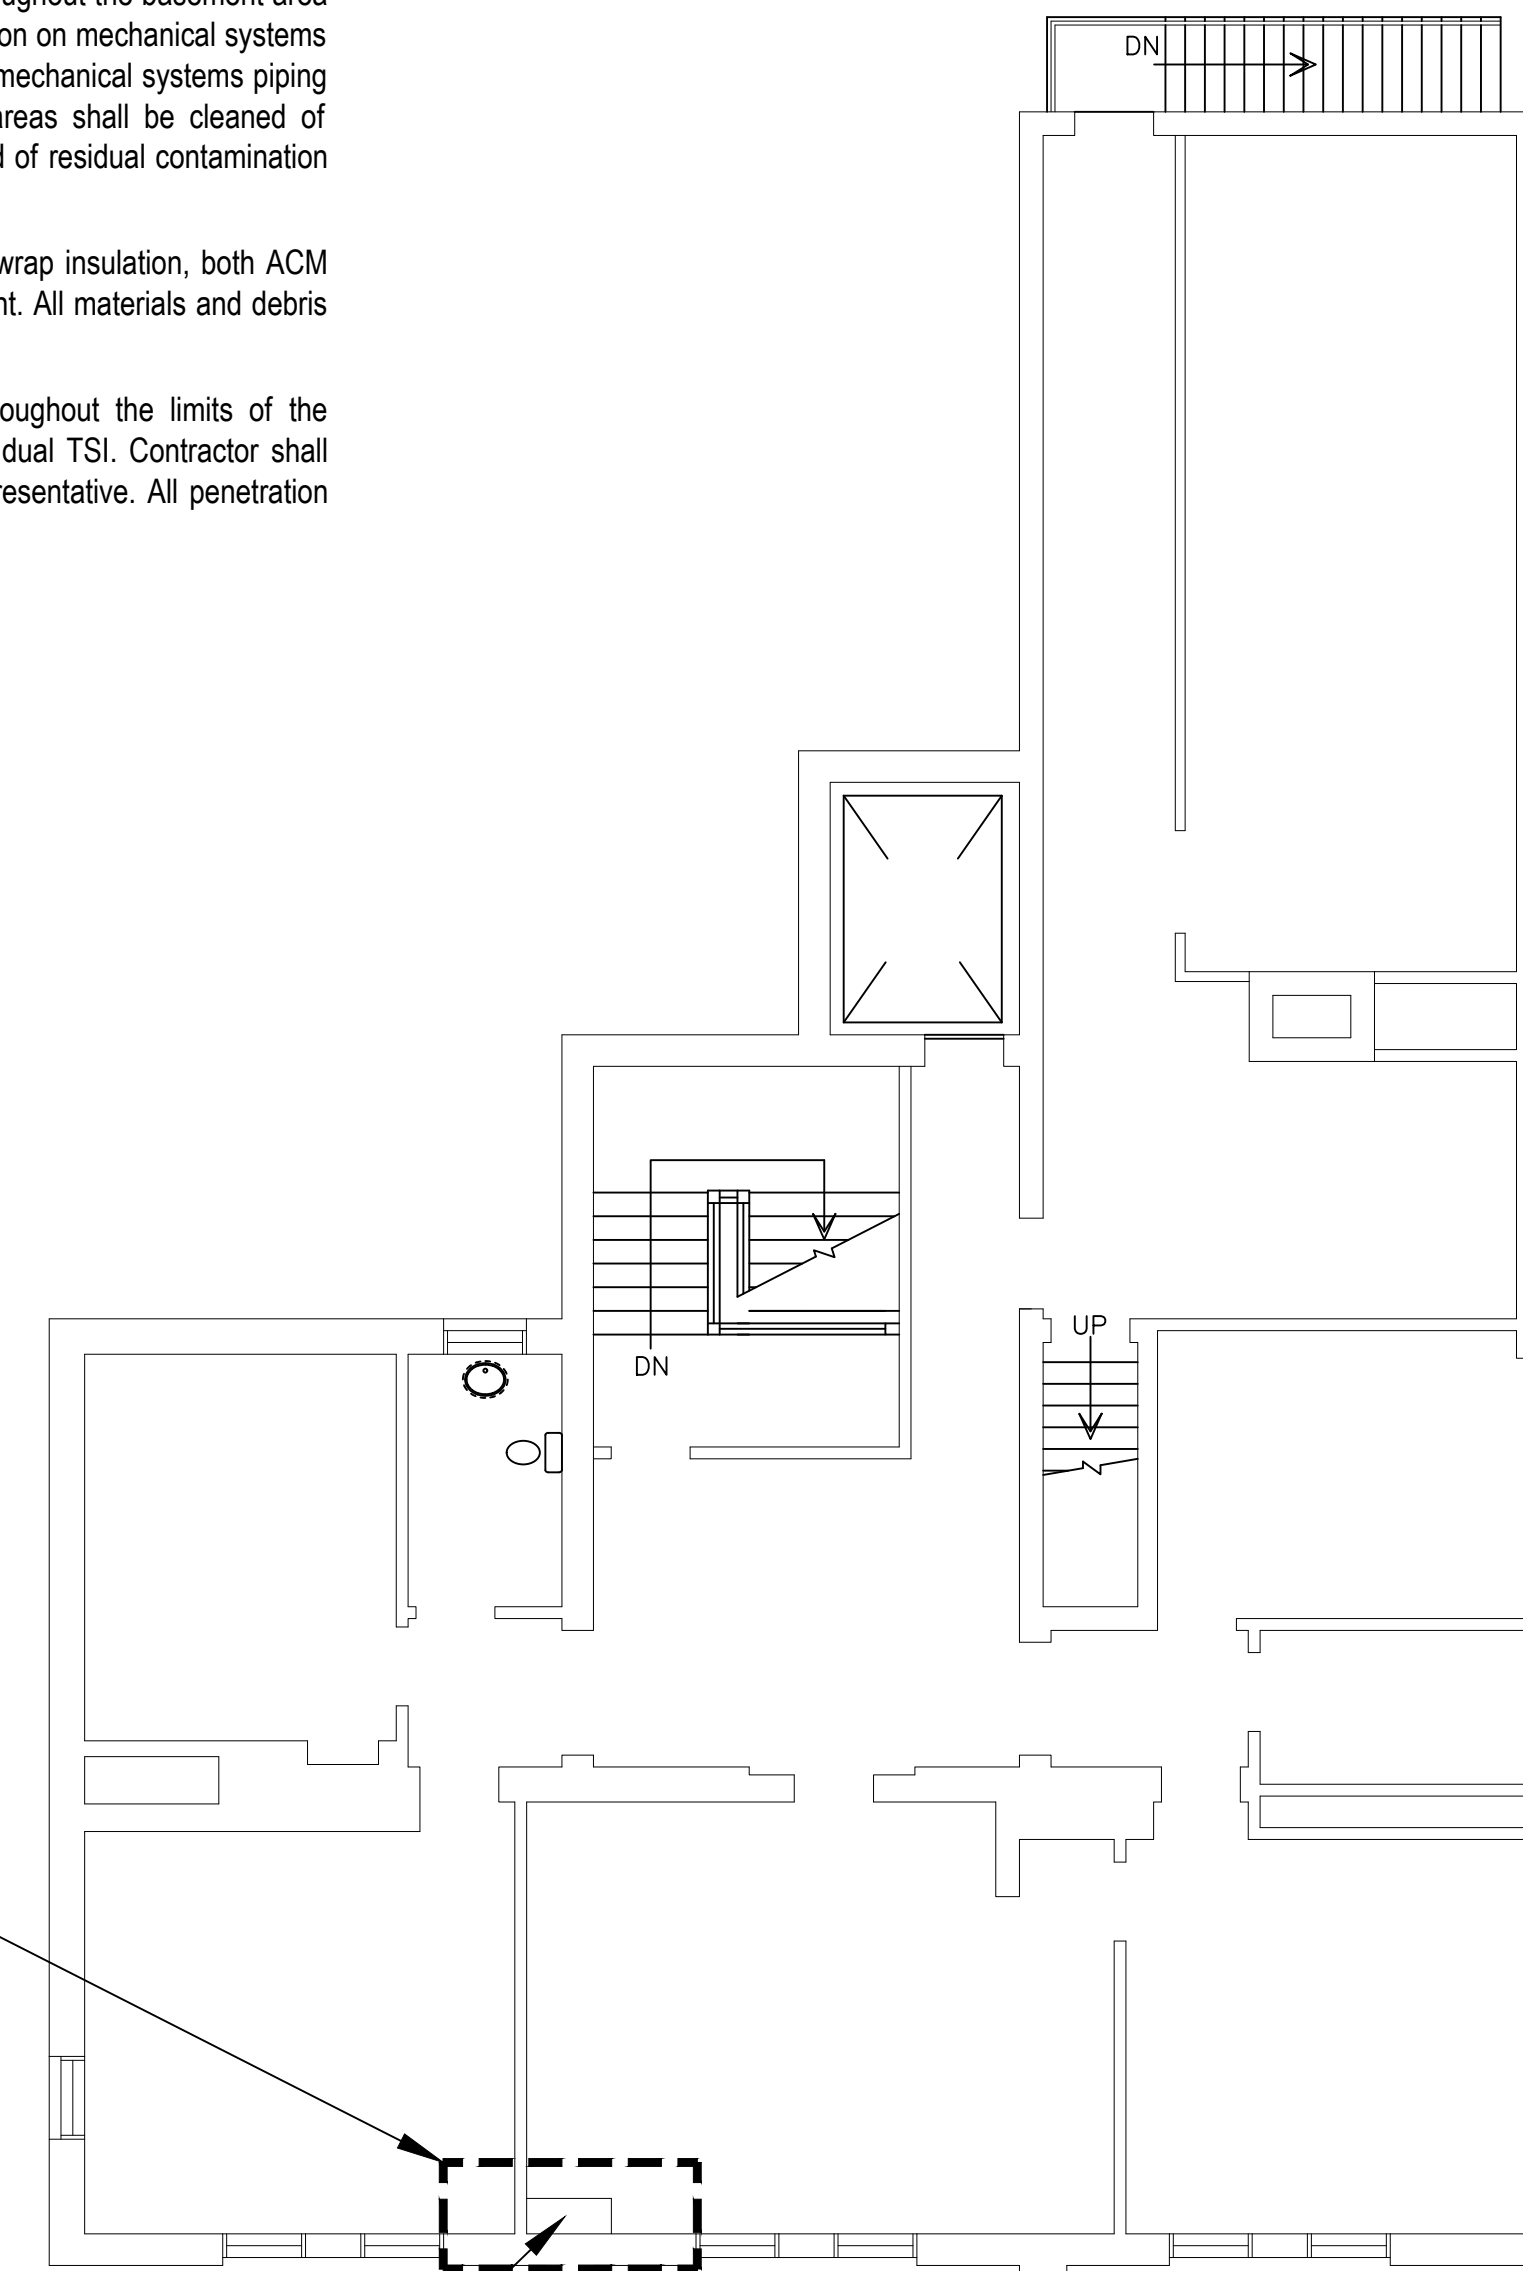 ughout the basement area
on on mechanical systems
mechanical systems piping
areas shall be cleaned of
d of residual contamination
wrap insulation, both ACM
nt. All materials and debris
oughout the limits of the
dual TSI. Contractor shall
resentative. All penetration
DN
DN
UP